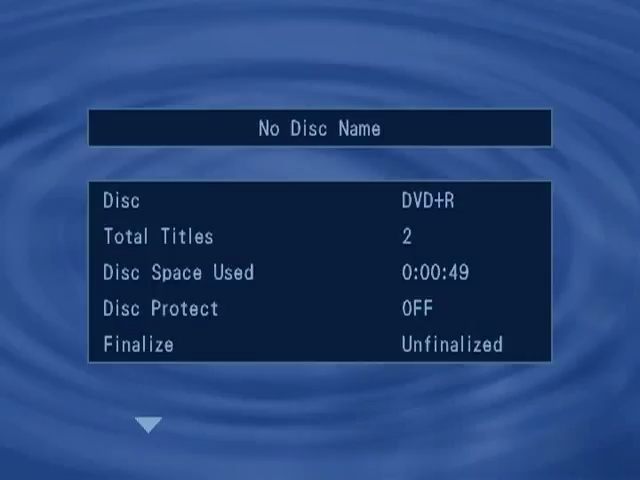 No Disc Name
Disc DVD+R
Total Titles 2
Disc Space Used 0:00:49
Disc Protect OFF
Finalize Unfinalized